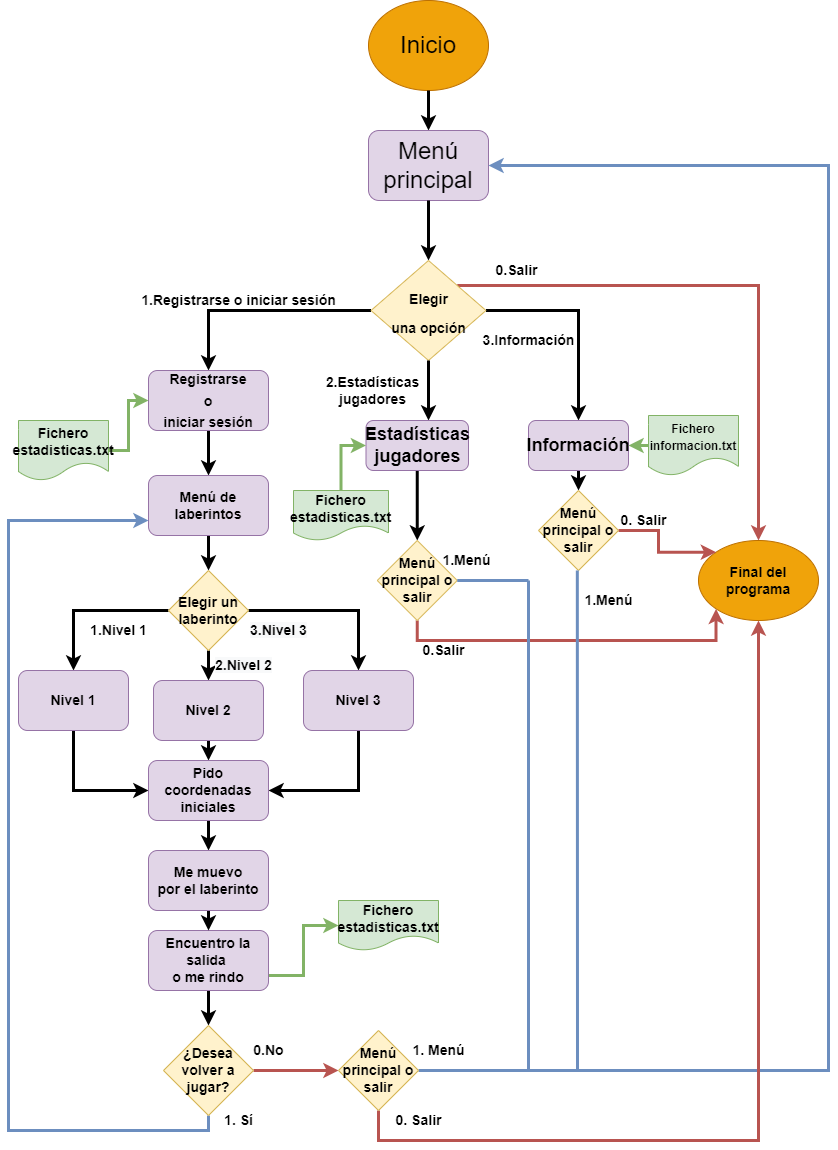 Inicio
Menú
principal
0.Salir
Elegir
una opción
1.Registrarse o iniciar sesión
3.Información
2.Estadísticas
jugadores
Registrarse
o
iniciar sesión
Fichero
estadisticas.txt
Estadísticas
jugadores
Información
Fichero
informacion.txt
Menú de
laberintos
Fichero
estadisticas.txt
Menú
principal o
salir
0. Salir
1.Menú
Menú
principal o
salir
1.Menú
0.Salir
Final del
programa
Elegir un
laberinto
1.Nivel 1
3.Nivel 3
2.Nivel 2
Nivel 1
Nivel 2
Nivel 3
Pido
coordenadas
iniciales
Me muevo
por el laberinto
Encuentro la
salida
o me rindo
Fichero
estadisticas.txt
¿Desea
volver a
jugar?
0.No
1. Sí
Menú
principal o
salir
1. Menú
0. Salir